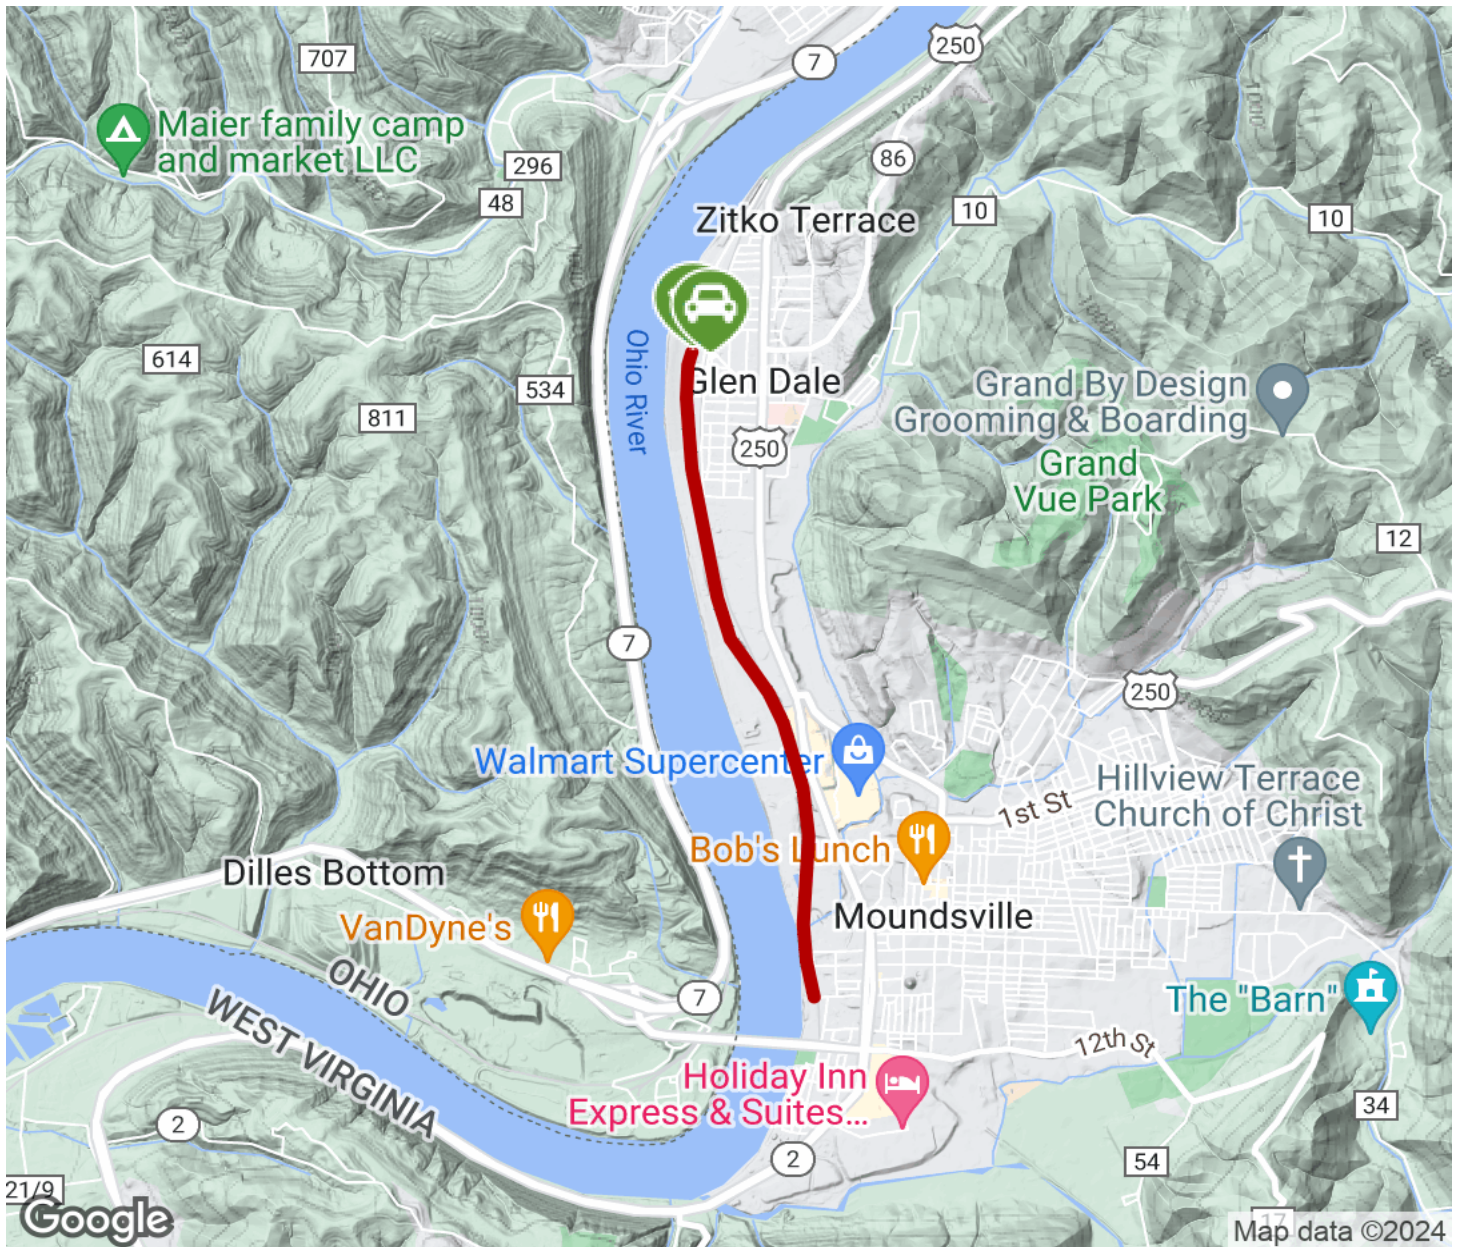 707
7
250
Maier family camp
and market LLC
296
86
48
10
10
Zitko Terrace
Ohio River
614
534
Glen Dale
811
250
Grand By Design
Grooming & Boarding
Grand
Vue Park
12
7
250
Walmart Supercenter
1st St
Hillview Terrace
Church of Christ
Bob's Lunch
Dilles Bottom
VanDyne's
Moundsville
OHIO
WEST VIRGINIA
7
The "Barn"
12th St
Holiday Inn
Express & Suites...
2
34
2
54
21/9
17
Google
Map data ©2024